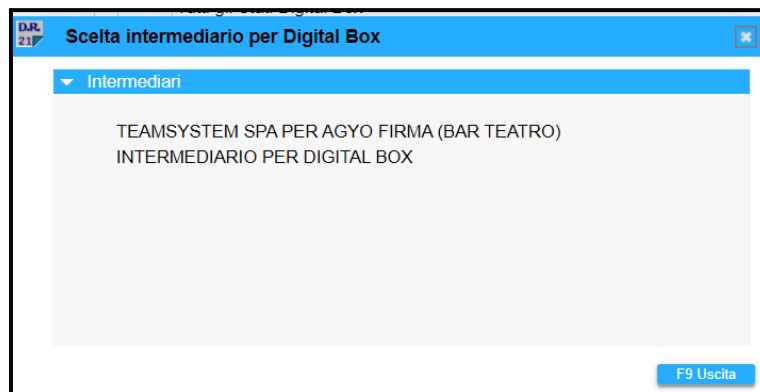 D.R.
21
Scelta intermediario per Digital Box
Intermediari
TEAMSYSTEM SPA PER AGYO FIRMA (BAR TEATRO)
INTERMEDIARIO PER DIGITAL BOX
F9 Uscita